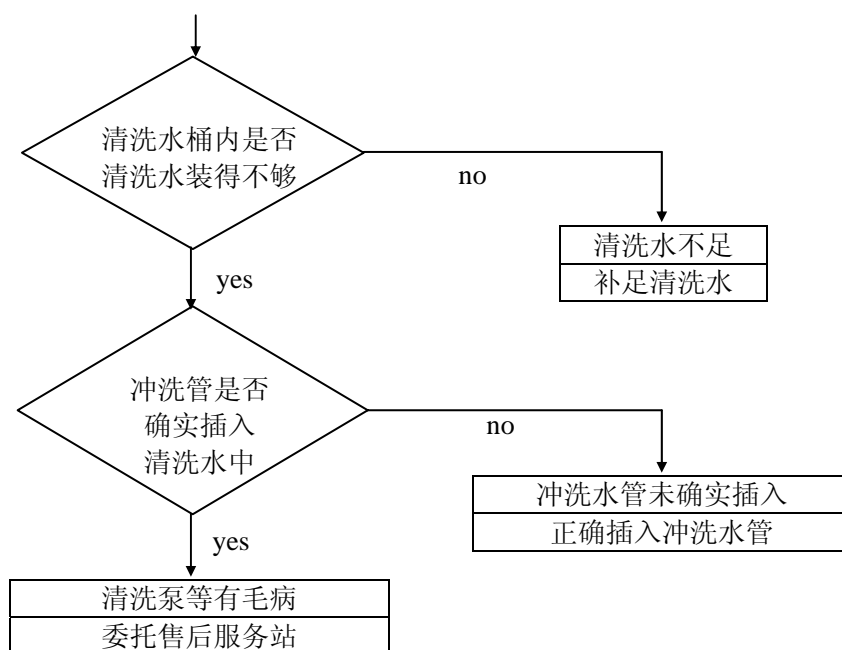 清洗水桶内是否
清洗水装得不够
no
清洗水不足
补足清洗水
yes
冲洗管是否
确实插入
清洗水中
no
冲洗水管未确实插入
正确插入冲洗水管
yes
清洗泵等有毛病
委托售后服务站